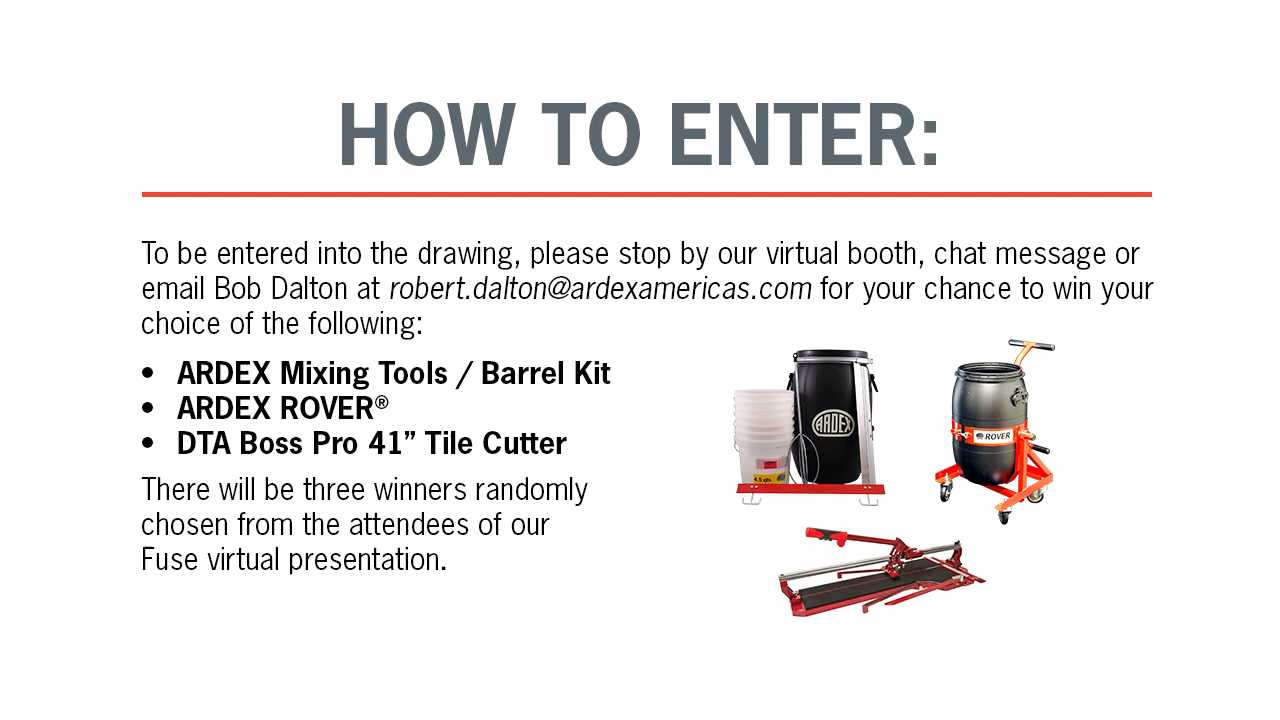 HOW TO ENTER:
To be entered into the drawing, please stop by our virtual booth, chat message or
email Bob Dalton at robert.dalton@ardexamericas.com for your chance to win your
choice of the following:
• ARDEX Mixing Tools / Barrel Kit
• ARDEX ROVER®
• DTA Boss Pro 41” Tile Cutter
There will be three winners randomly
chosen from the attendees of our
Fuse virtual presentation.
ARDEX
ROVER
4.5 qts.